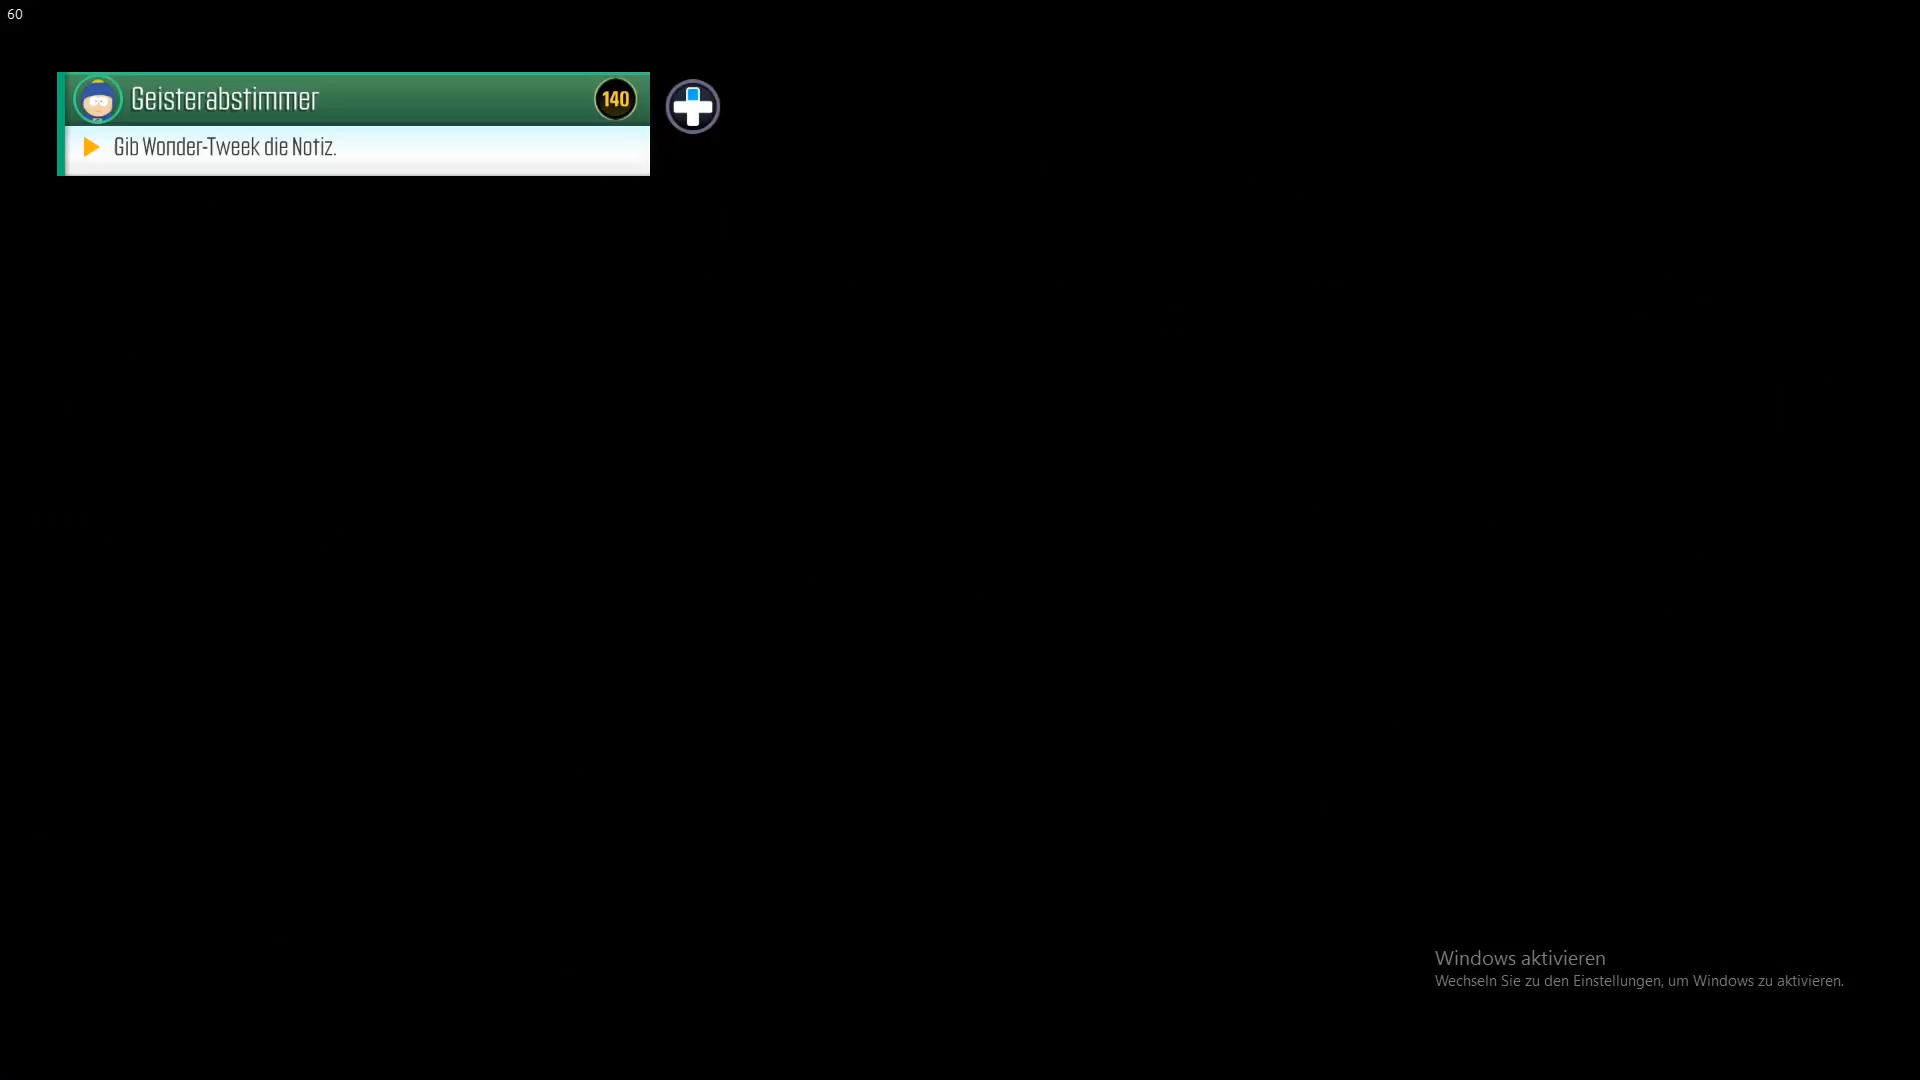 60
Geisterabstimmer
140
Gib Wonder-Tweek die Notiz.
Windows aktivieren
Wechseln Sie zu den Einstellungen, um Windows zu aktivieren.